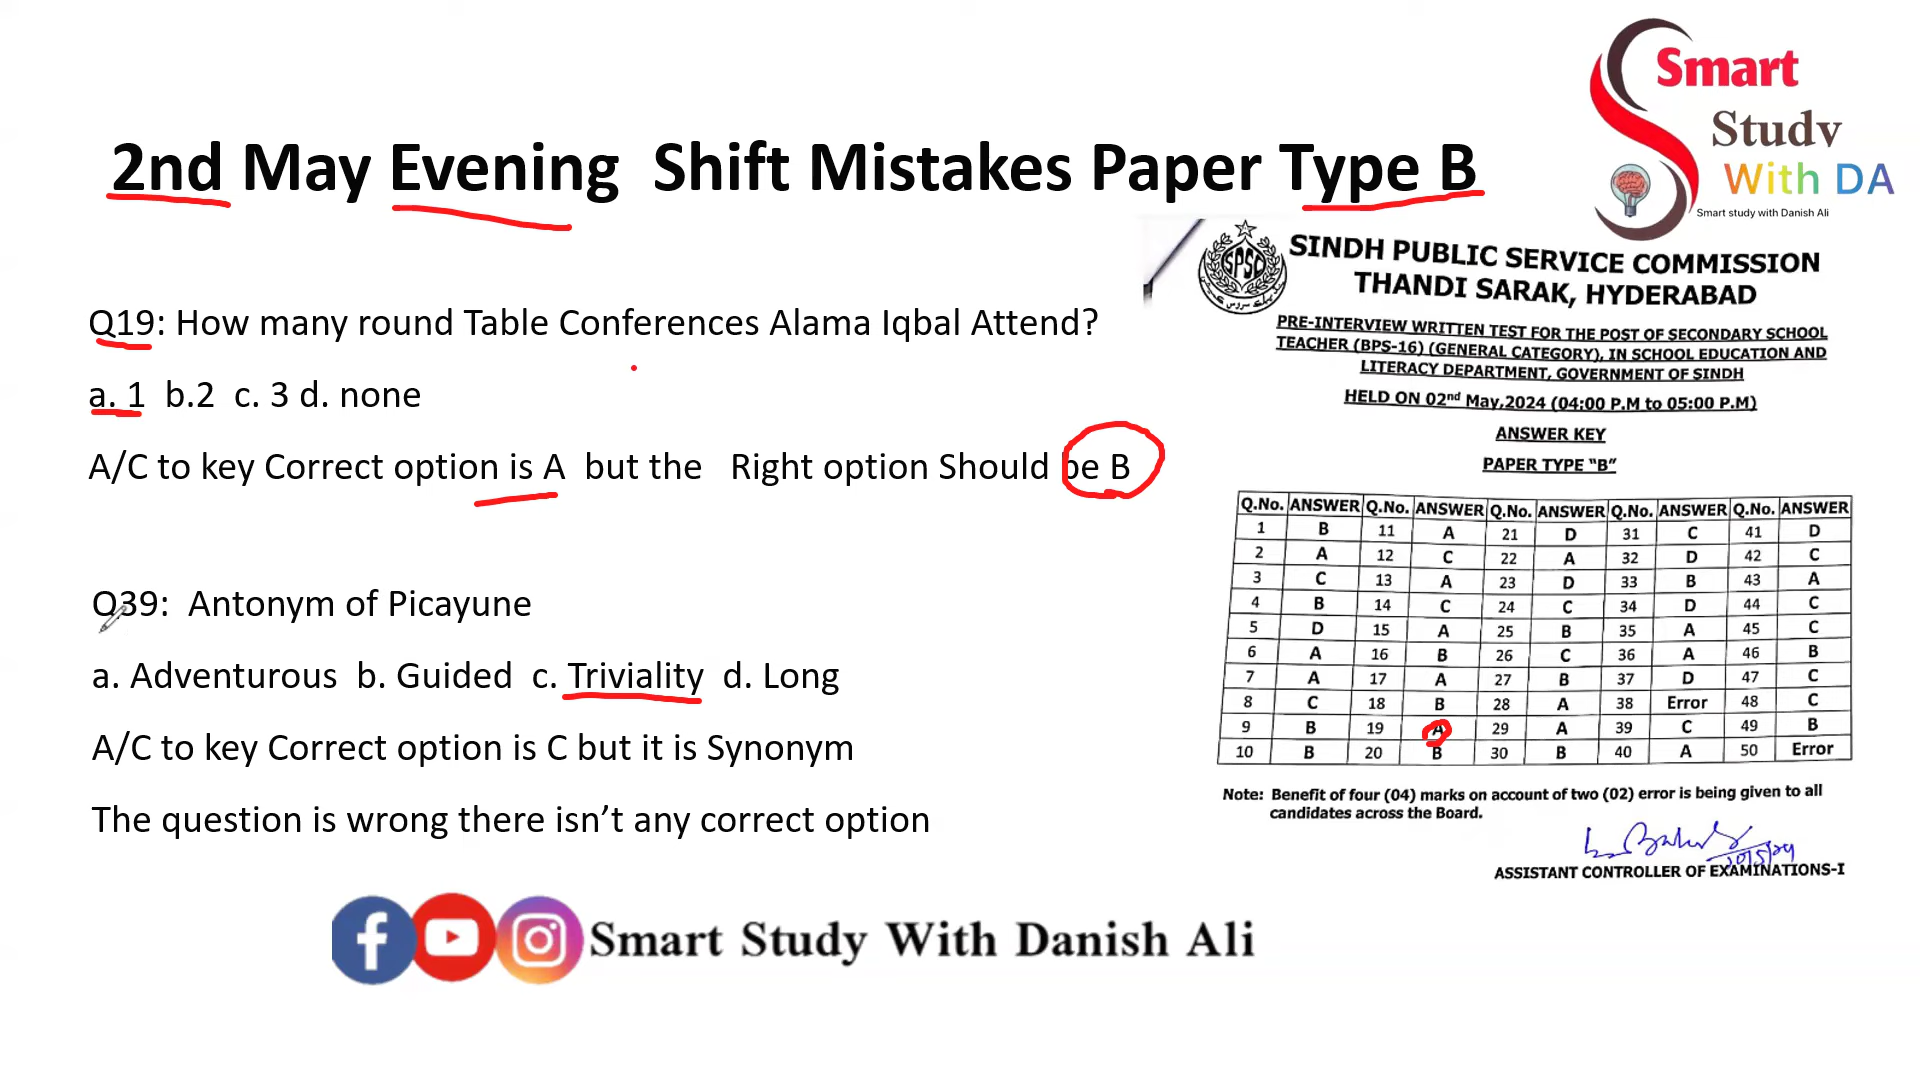 Smart
Study
With DA
Smart study with Danish Ali
2nd May Evening Shift Mistakes Paper Type B
Q19: How many round Table Conferences Alama Iqbal Attend?
a. 1 b.2 c. 3 d. none
A/C to key Correct option is A but the Right option Should be B
Q39: Antonym of Picayune
a. Adventurous b. Guided c. Triviality d. Long
A/C to key Correct option is C but it is Synonym
The question is wrong there isn't any correct option
SPSC
SINDH PUBLIC SERVICE COMMISSION
THANDI SARAK, HYDERABAD
PRE-INTERVIEW WRITTEN TEST FOR THE POST OF SECONDARY SCHOOL
TEACHER (BPS-16) (GENERAL CATEGORY), IN SCHOOL EDUCATION AND
LITERACY DEPARTMENT, GOVERNMENT OF SINDH
HELD ON 02nd May,2024 (04:00 P.M to 05:00 P.M)
ANSWER KEY
PAPER TYPE "B"
Q.No. ANSWER Q.No. ANSWER Q.No. ANSWER Q.No. ANSWER Q.No. ANSWER
1 B 11 A 21 D 31 C 41 D
2 A 12 C 22 A 32 D 42 C
3 C 13 A 23 D 33 B 43 A
4 B 14 C 24 C 34 D 44 C
5 D 15 A 25 B 35 A 45 C
6 A 16 B 26 C 36 A 46 B
7 A 17 A 27 B 37 D 47 C
8 C 18 B 28 A 38 Error 48 C
9 B 19 A 29 A 39 C 49 B
10 B 20 B 30 B 40 A 50 Error
Note: Benefit of four (04) marks on account of two (02) error is being given to all
candidates across the Board.
ASSISTANT CONTROLLER OF EXAMINATIONS-I
Smart Study With Danish Ali